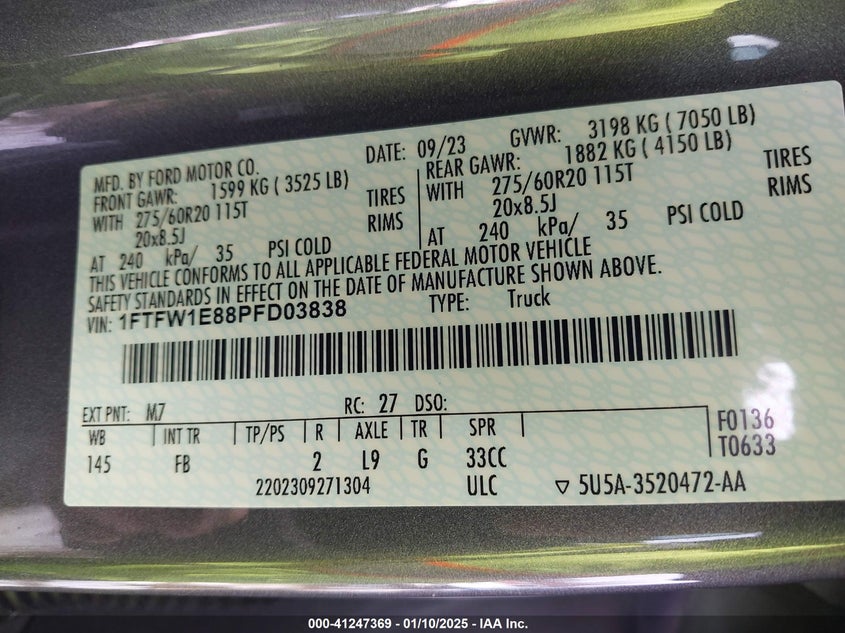 MFD. BY FORD MOTOR CO. DATE: 09/23 GVWR: 3198 KG ( 7050 LB)
FRONT GAWR: 1599 KG ( 3525 LB) REAR GAWR: 1882 KG ( 4150 LB)
WITH 275/60R20 115T TIRES WITH 275/60R20 115T TIRES
20x8.5J RIMS 20x8.5J RIMS
AT 240 kPa/ 35 PSI COLD AT 240 kPa/ 35 PSI COLD
THIS VEHICLE CONFORMS TO ALL APPLICABLE FEDERAL MOTOR VEHICLE
SAFETY STANDARDS IN EFFECT ON THE DATE OF MANUFACTURE SHOWN ABOVE.
VIN: 1FTFW1E88PFD03838 TYPE: Truck
EXT PNT: M7 RC: 27 DSO:
WB INT TR TP/PS R AXLE TR SPR F0136
145 FB 2 L9 G 33CC T0633
2202309271304 ULC ▽ 5U5A-3520472-AA
000-41247369 — 01/10/2025 — IAA Inc.